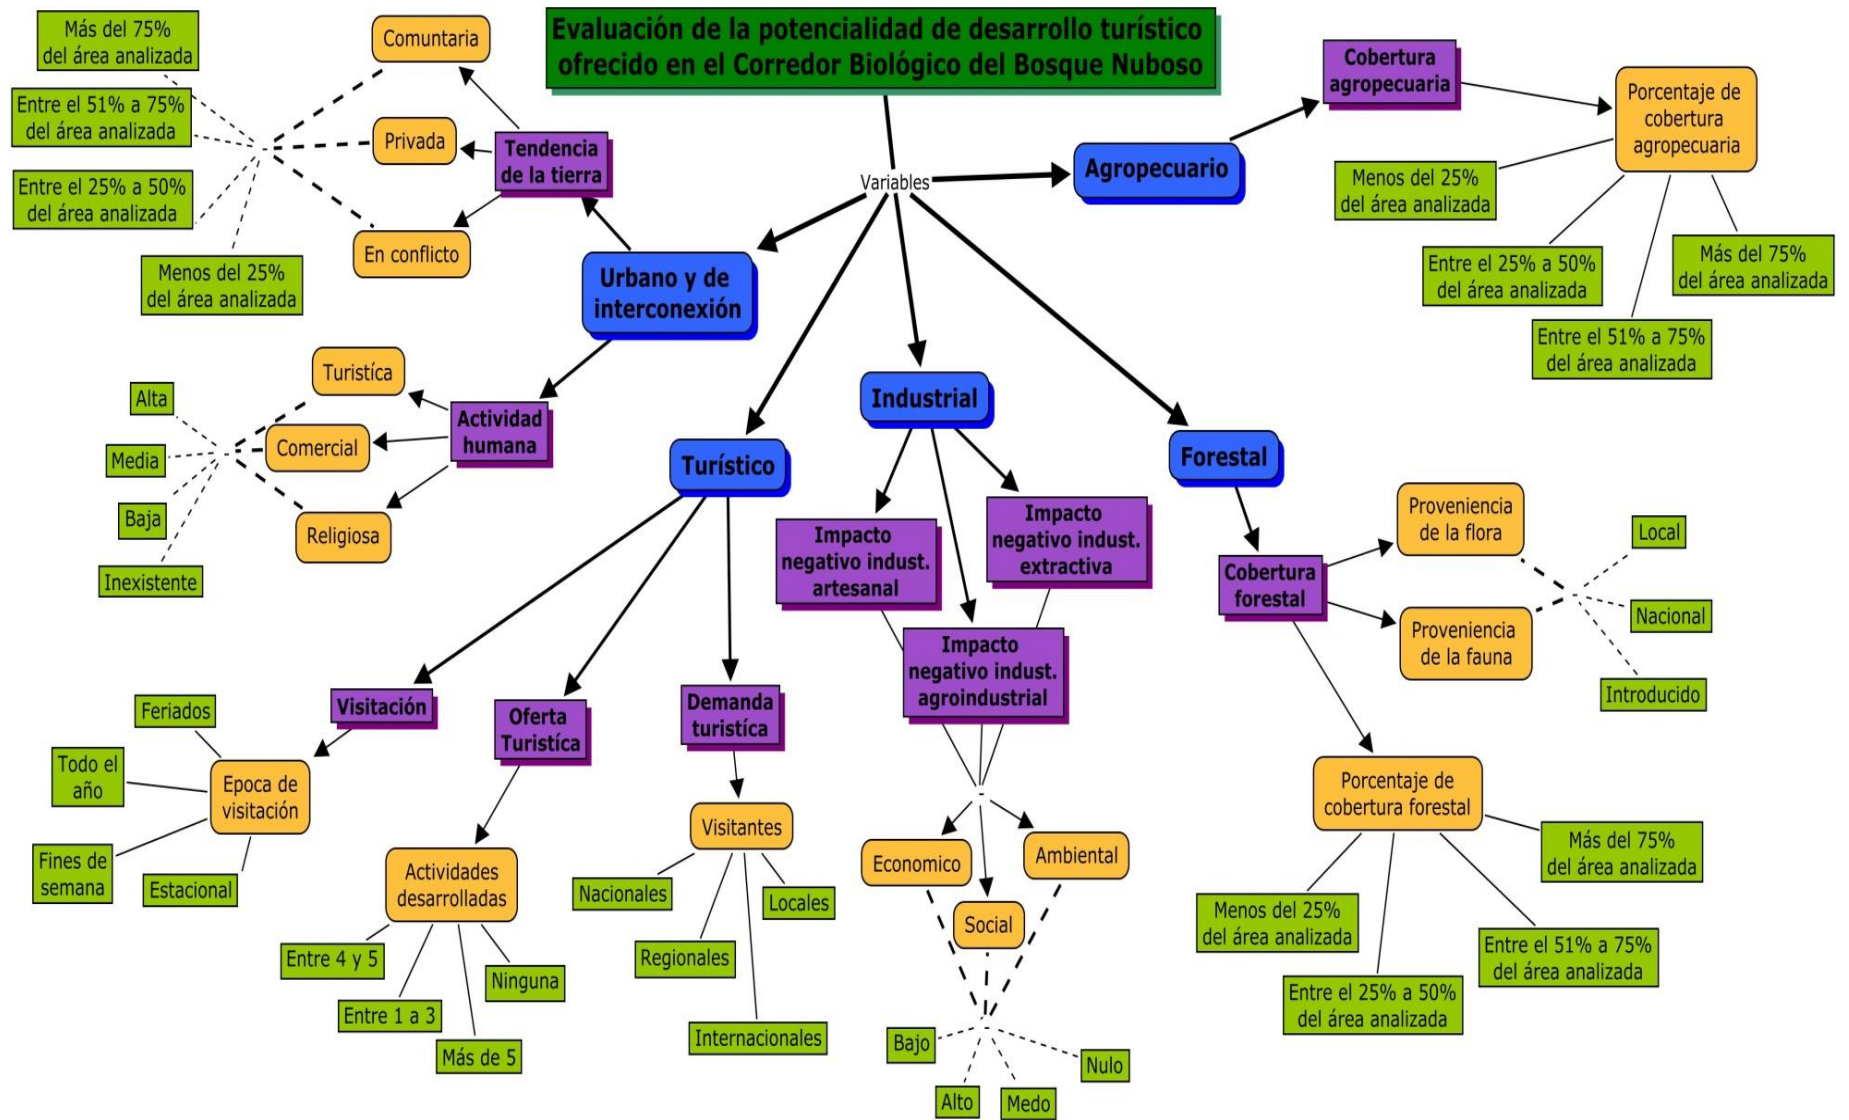 Evaluación de la potencialidad de desarrollo turístico
ofrecido en el Corredor Biológico del Bosque Nuboso
Variables
Más del 75%
del área analizada
Entre el 51% a 75%
del área analizada
Entre el 25% a 50%
del área analizada
Menos del 25%
del área analizada
Comuntaria
Privada
En conflicto
Tendencia
de la tierra
Urbano y de
interconexión
Alta
Media
Baja
Inexistente
Turistíca
Comercial
Religiosa
Actividad
humana
Agropecuario
Cobertura
agropecuaria
Porcentaje de
cobertura
agropecuaria
Menos del 25%
del área analizada
Entre el 25% a 50%
del área analizada
Entre el 51% a 75%
del área analizada
Más del 75%
del área analizada
Turístico
Visitación
Feriados
Todo el
año
Fines de
semana
Estacional
Epoca de
visitación
Oferta
Turistíca
Actividades
desarrolladas
Entre 4 y 5
Entre 1 a 3
Más de 5
Ninguna
Demanda
turistíca
Visitantes
Nacionales
Regionales
Internacionales
Locales
Industrial
Impacto
negativo indust.
artesanal
Impacto
negativo indust.
extractiva
Impacto
negativo indust.
agroindustrial
Economico
Social
Ambiental
Bajo
Alto
Medo
Nulo
Forestal
Cobertura
forestal
Proveniencia
de la flora
Proveniencia
de la fauna
Local
Nacional
Introducido
Porcentaje de
cobertura forestal
Menos del 25%
del área analizada
Entre el 25% a 50%
del área analizada
Entre el 51% a 75%
del área analizada
Más del 75%
del área analizada